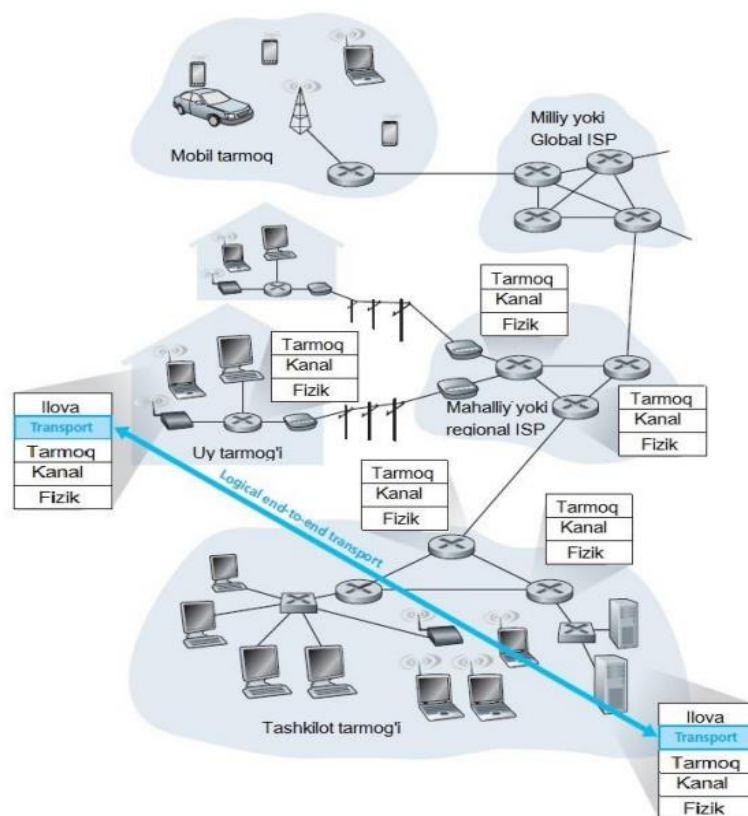 Mobil tarmoq
Milliy yoki
Global ISP
Tarmoq
Kanal
Fizik
Tarmoq
Kanal
Fizik
Ilova
Transport
Tarmoq
Kanal
Fizik
Uy tarmog'i
Mahalliy yoki
regional ISP
Tarmoq
Kanal
Fizik
Logical end-to-end transport
Tarmoq
Kanal
Fizik
Tarmoq
Kanal
Fizik
Tashkilot tarmog'i
Ilova
Transport
Tarmoq
Kanal
Fizik